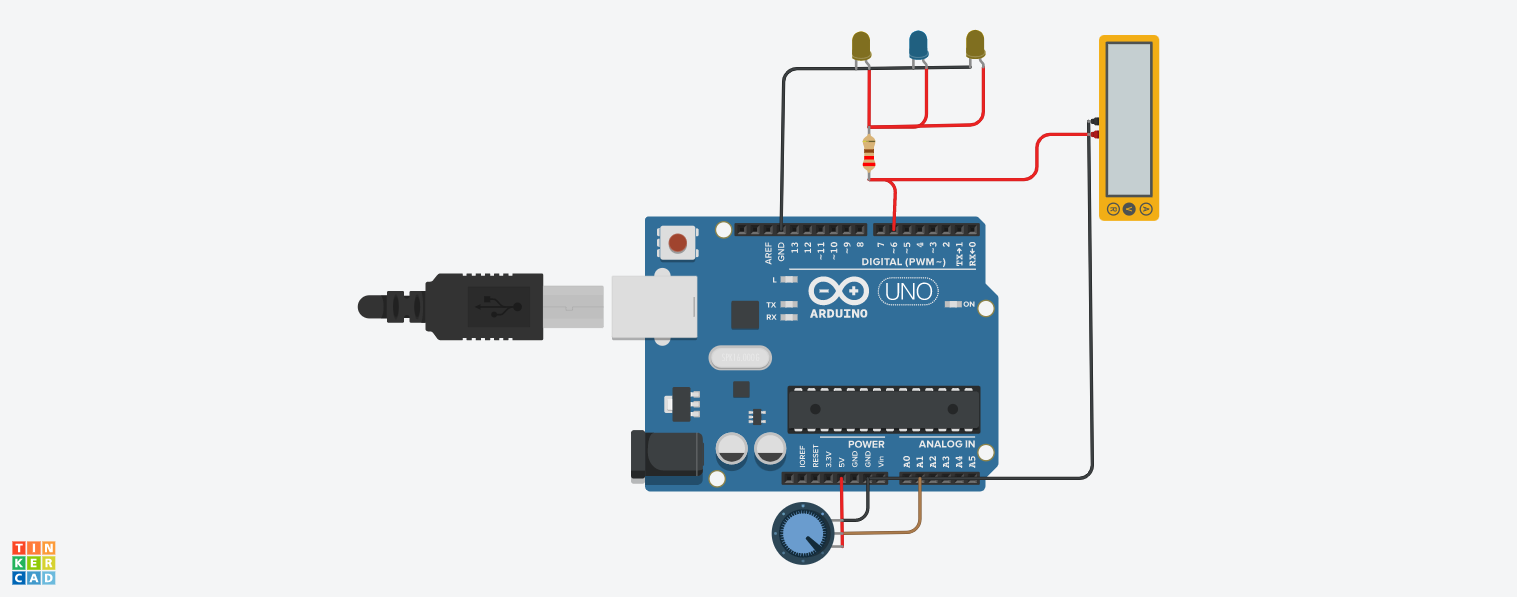 AREF
GND
13
12
~11
~10
~9
8
7
~6
~5
4
~3
2
TX→1
RX←0
DIGITAL (PWM~)
L
TX
RX
UNO
ARDUINO
ON
R
V
A
POWER
ANALOG IN
IOREF
RESET
3.3V
5V
GND
GND
Vin
A0
A1
A2
A3
A4
A5
TIN
KER
CAD